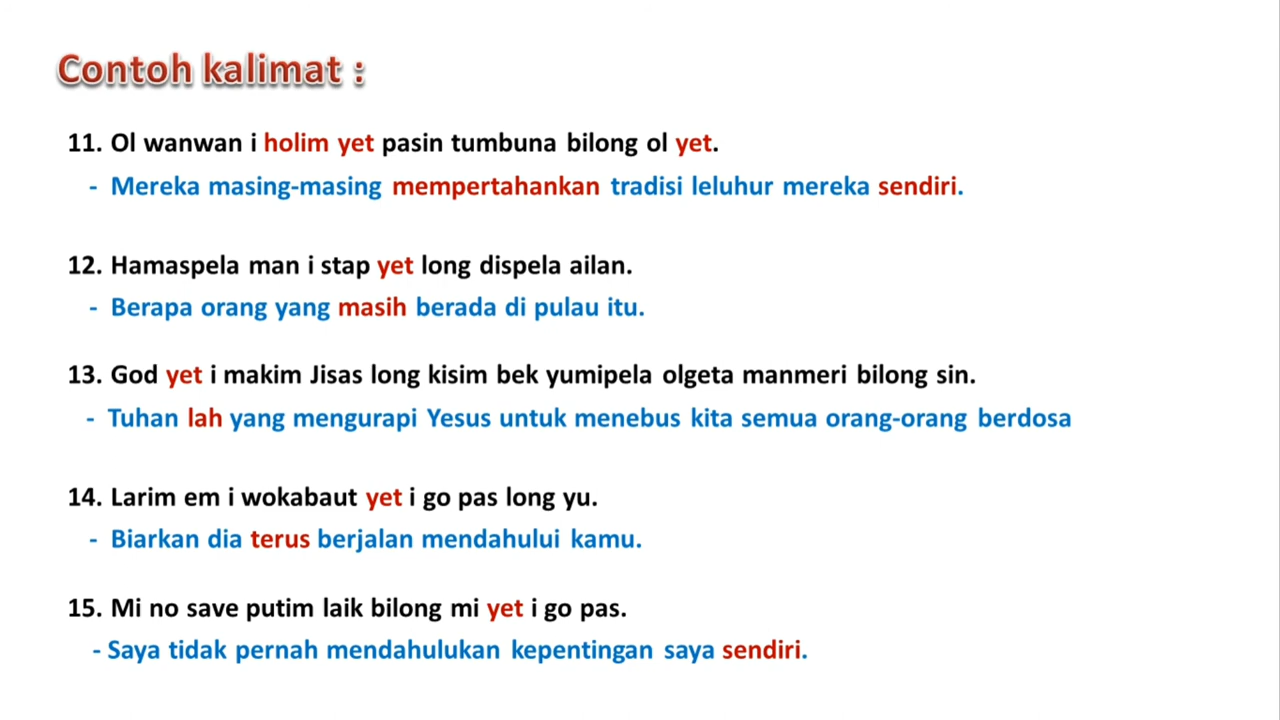 Contoh kalimat :
11. Ol wanwan i holim yet pasin tumbuna bilong ol yet.
- Mereka masing-masing mempertahankan tradisi leluhur mereka sendiri.
12. Hamaspela man i stap yet long dispela ailan.
- Berapa orang yang masih berada di pulau itu.
13. God yet i makim Jisas long kisim bek yumipela olgeta manmeri bilong sin.
- Tuhan lah yang mengurapi Yesus untuk menebus kita semua orang-orang berdosa
14. Larim em i wokabaut yet i go pas long yu.
- Biarkan dia terus berjalan mendahului kamu.
15. Mi no save putim laik bilong mi yet i go pas.
- Saya tidak pernah mendahulukan kepentingan saya sendiri.